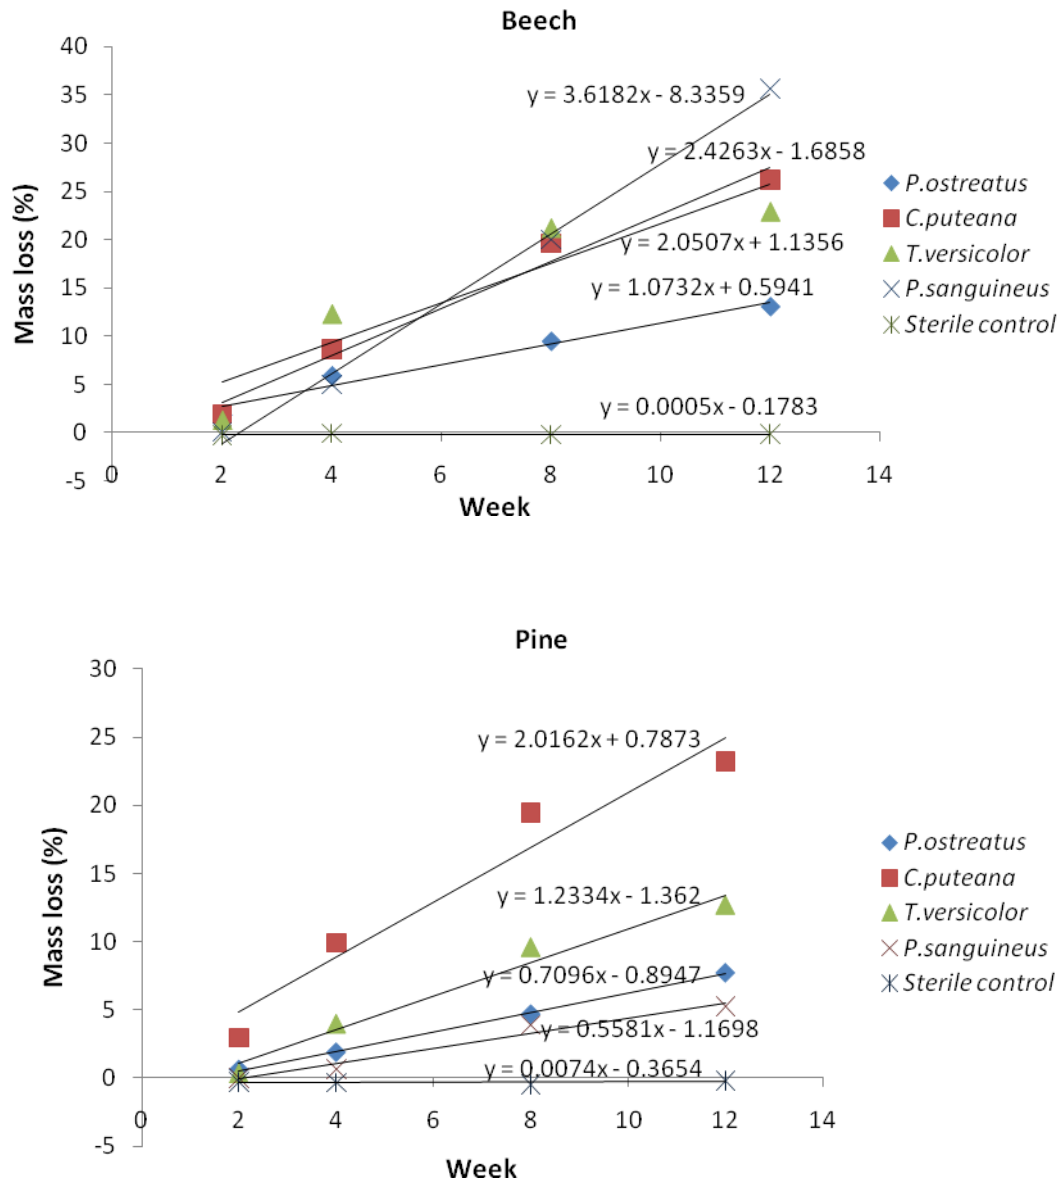 Beech
40
35
30
25
20
15
10
5
0
-5
Mass loss (%)
y = 3.6182x - 8.3359
y = 2.4263x - 1.6858
y = 2.0507x + 1.1356
y = 1.0732x + 0.5941
y = 0.0005x - 0.1783
0 2 4 6 8 10 12 14
Week
P.ostreatus
C.puteana
T.versicolor
P.sanguineus
Sterile control
Pine
30
25
20
15
10
5
0
-5
Mass loss (%)
y = 2.0162x + 0.7873
y = 1.2334x - 1.362
y = 0.7096x - 0.8947
y = 0.5581x - 1.1698
y = 0.0074x - 0.3654
0 2 4 6 8 10 12 14
Week
P.ostreatus
C.puteana
T.versicolor
P.sanguineus
Sterile control